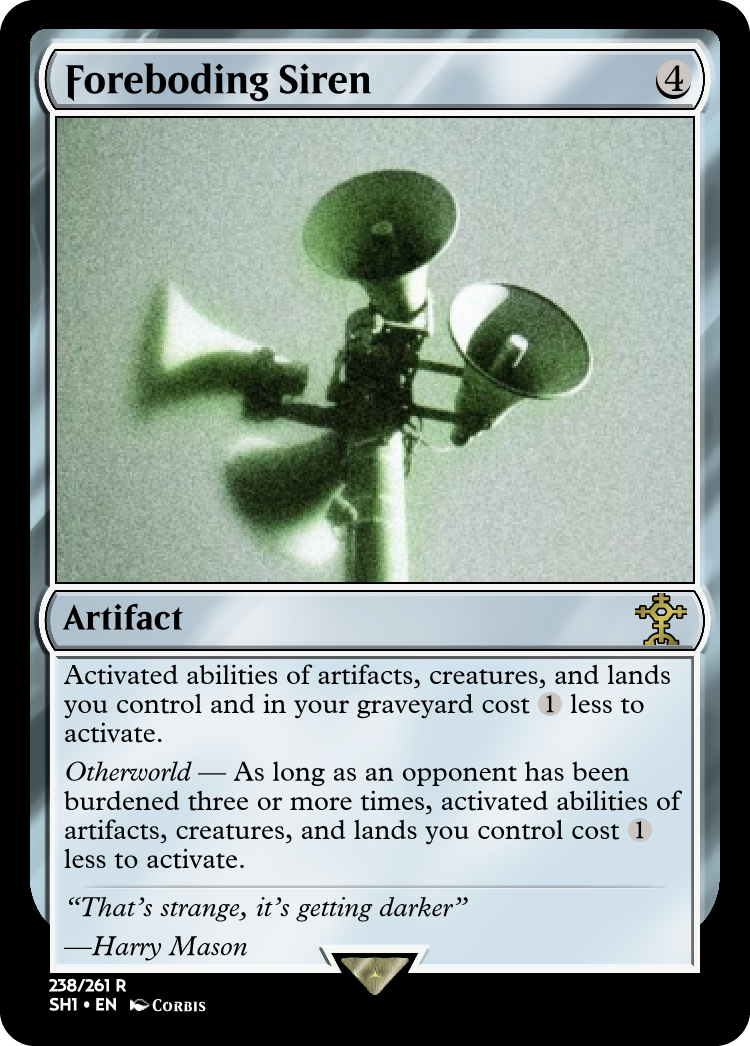 Foreboding Siren 4
Artifact
Activated abilities of artifacts, creatures, and lands
you control and in your graveyard cost 1 less to
activate.
Otherworld — As long as an opponent has been
burdened three or more times, activated abilities of
artifacts, creatures, and lands you control cost 1
less to activate.
“That’s strange, it’s getting darker”
—Harry Mason
238/261 R
SH1 • EN Corbis